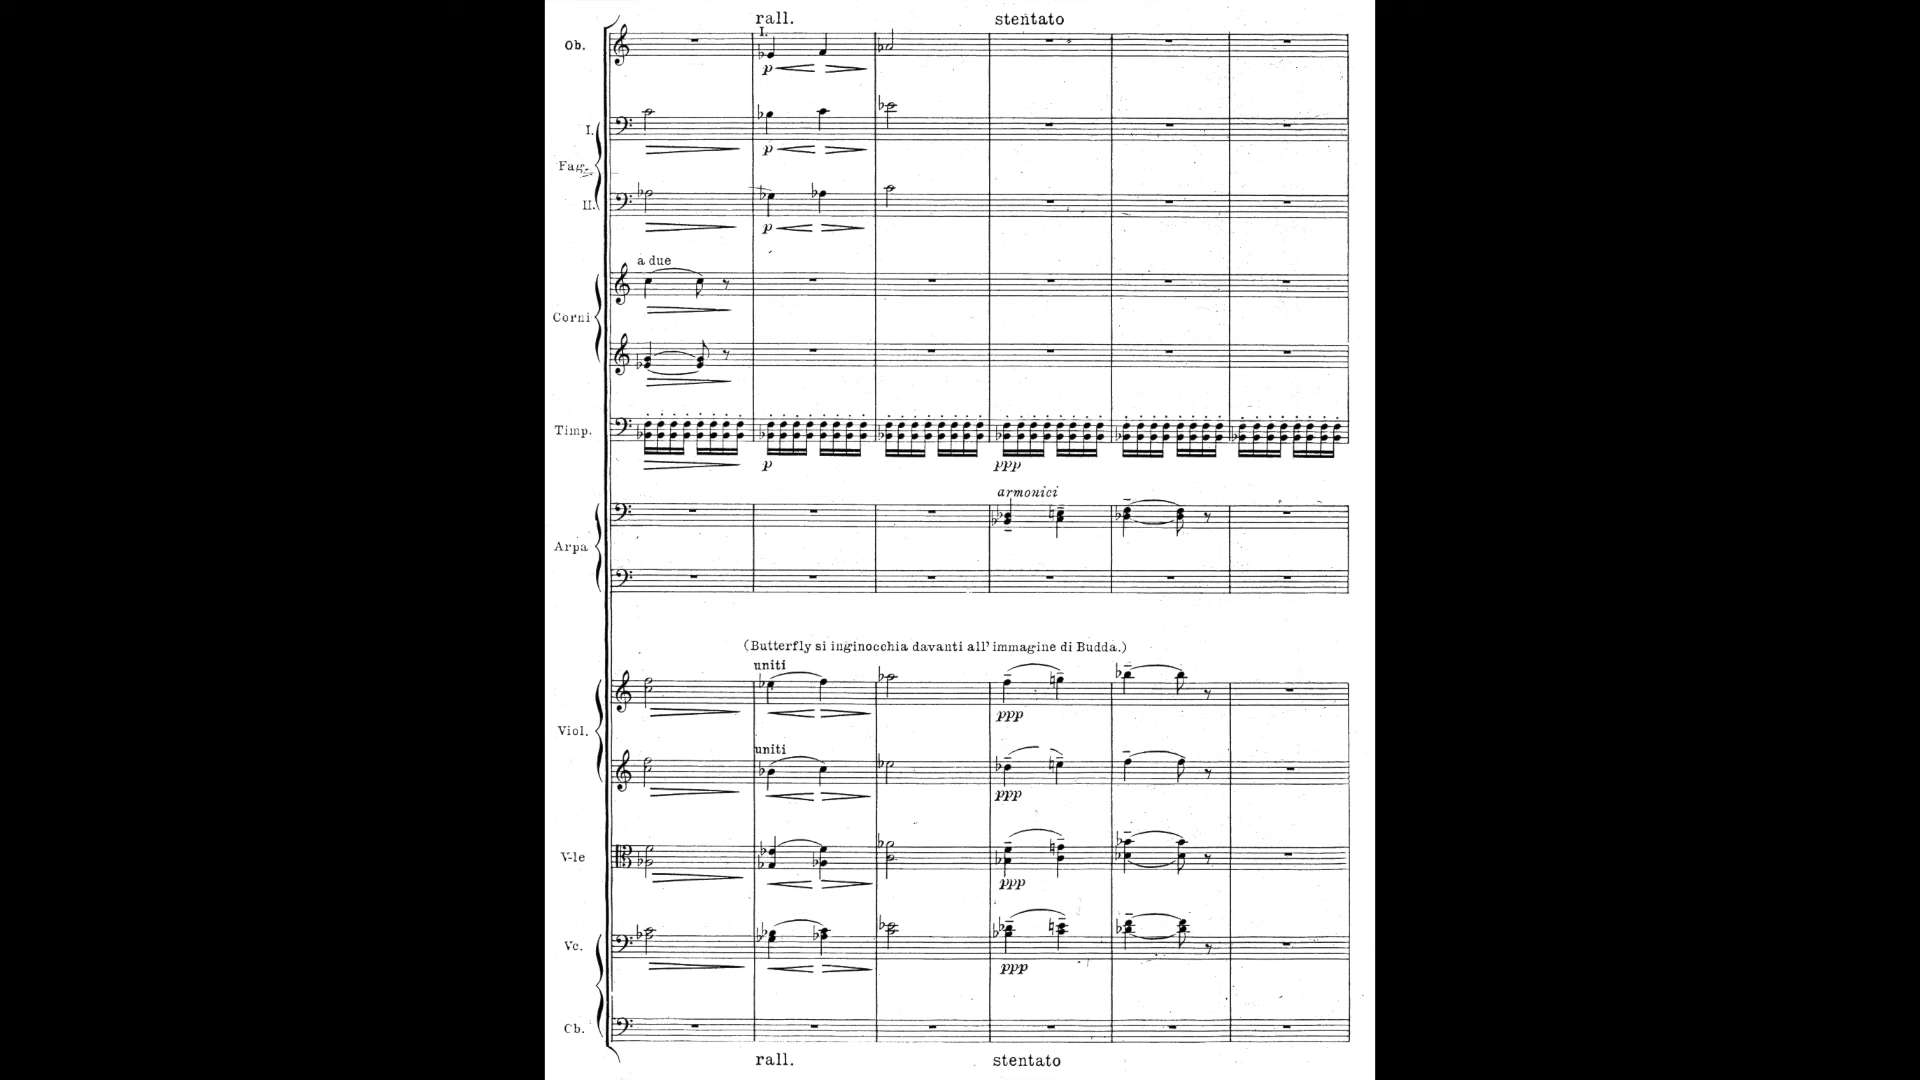 rall. stentato
I.
Ob.
p
I.
p
Fag.
II.
p
a due
Corni
Timp.
p ppp
armonici
Arpa
(Butterfly si inginocchia davanti all' immagine di Budda.)
uniti
ppp
Viol.
uniti
ppp
V-le
ppp
Vc.
ppp
Cb.
rall. stentato